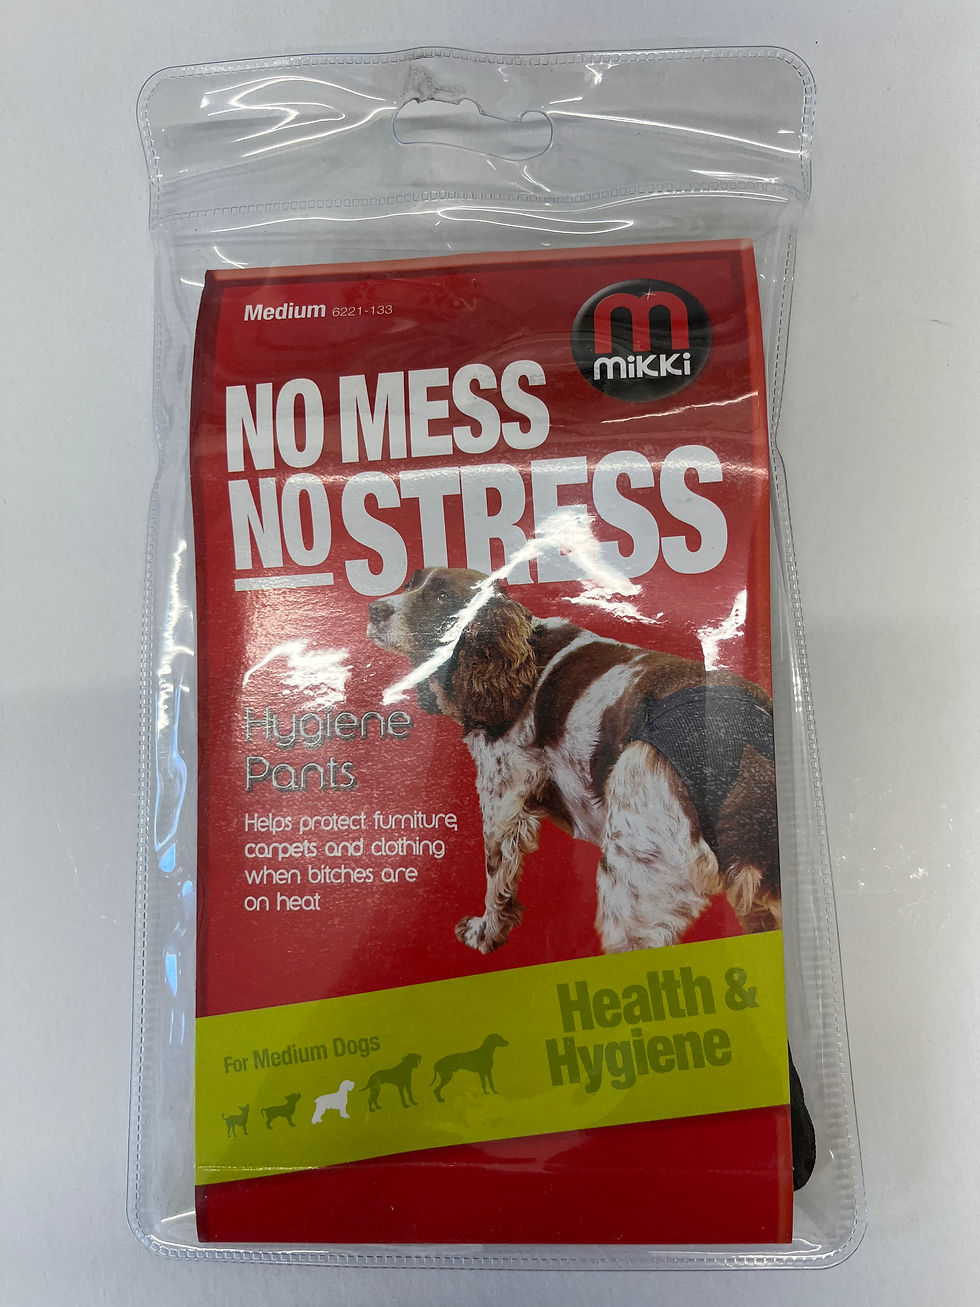 Medium 6221-133
mikki
NO MESS
NO STRESS
Hygiene
Pants
Helps protect furniture,
carpets and clothing
when bitches are
on heat
For Medium Dogs
Health &
Hygiene